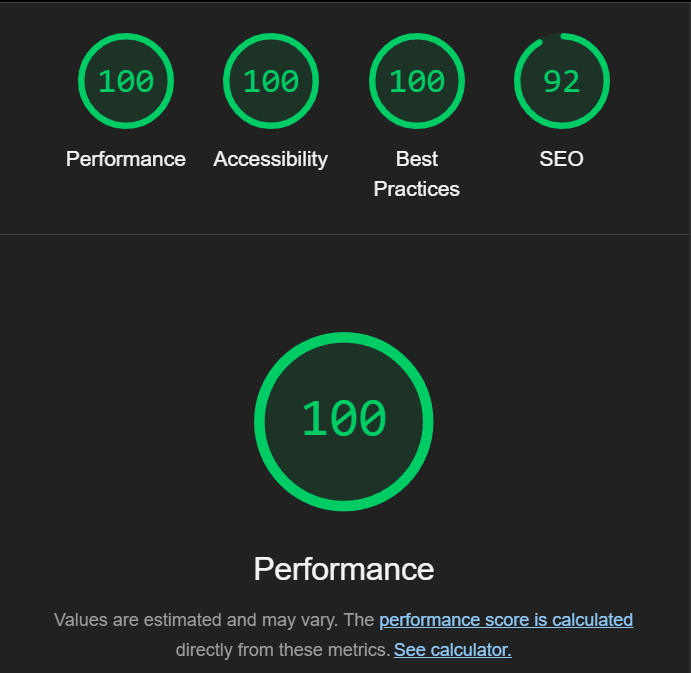 100
100
100
92
Performance
Accessibility
Best
Practices
SEO
100
Performance
Values are estimated and may vary. The performance score is calculated
directly from these metrics. See calculator.